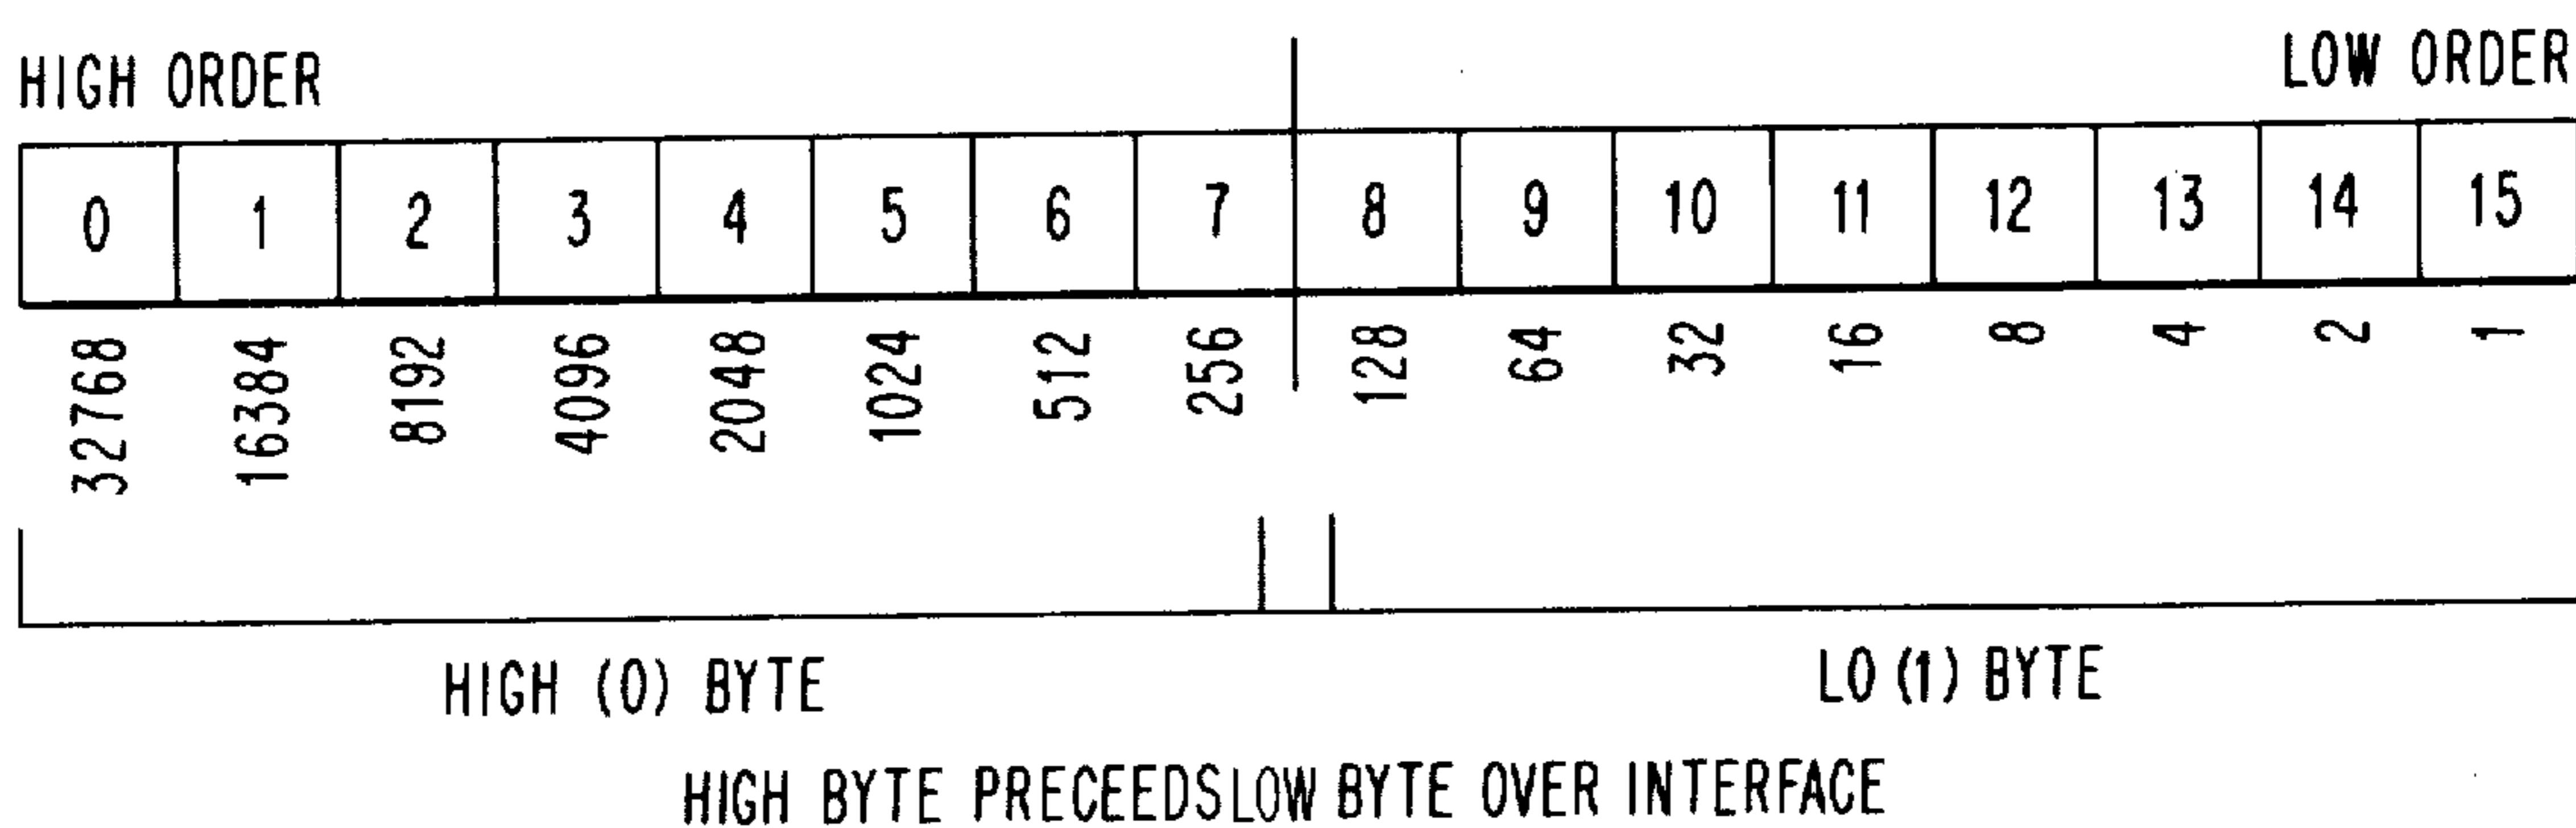 HIGH ORDER LOW ORDER
0 1 2 3 4 5 6 7 8 9 10 11 12 13 14 15
32768 16384 8192 4096 2048 1024 512 256 128 64 32 16 8 4 2 1
HIGH (0) BYTE LO (1) BYTE
HIGH BYTE PRECEEDS LOW BYTE OVER INTERFACE